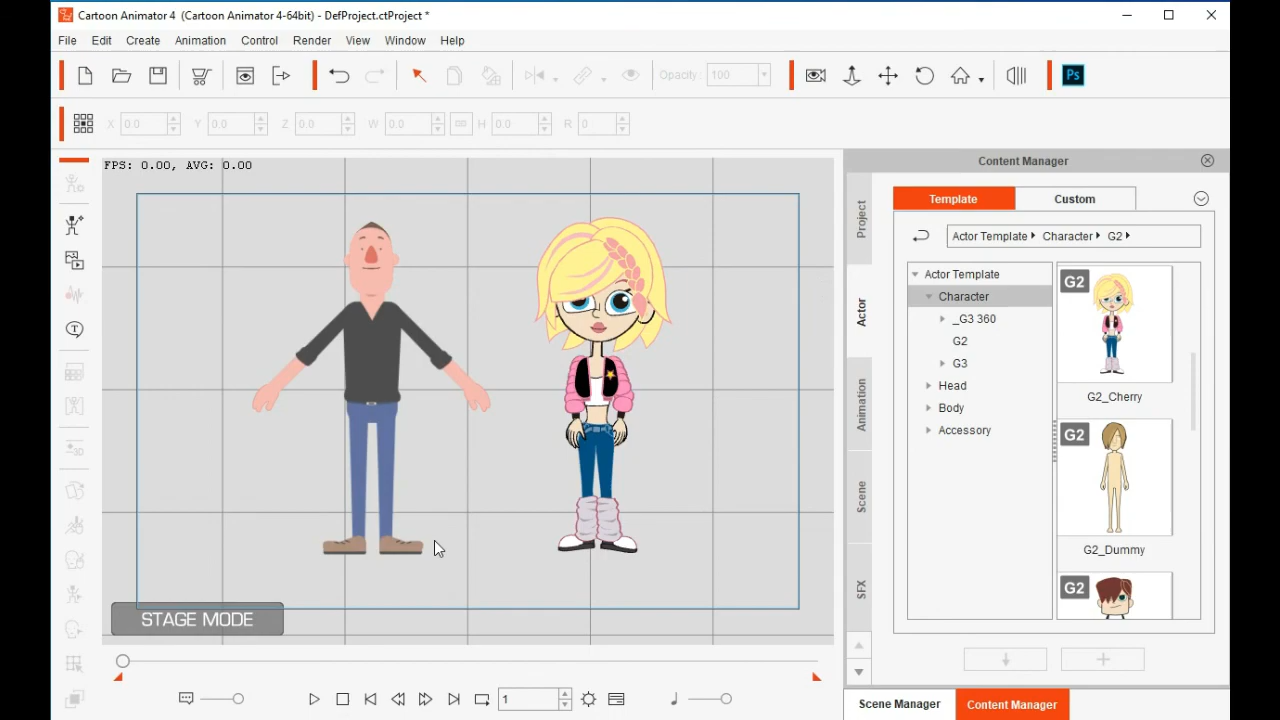 Cartoon Animator 4 (Cartoon Animator 4-64bit) - DefProject.ctProject *
File Edit Create Animation Control Render View Window Help
Opacity: 100
Ps
X 0.0 Y 0.0 Z 0.0 W 0.0 H 0.0 R 0
FPS: 0.00, AVG: 0.00
STAGE MODE
1
Content Manager
Template Custom
Actor Template Character G2
Project
Actor
Animation
Scene
SFX
Actor Template
Character
_G3 360
G2
G3
Head
Body
Accessory
G2
G2_Cherry
G2
G2_Dummy
G2
Scene Manager Content Manager